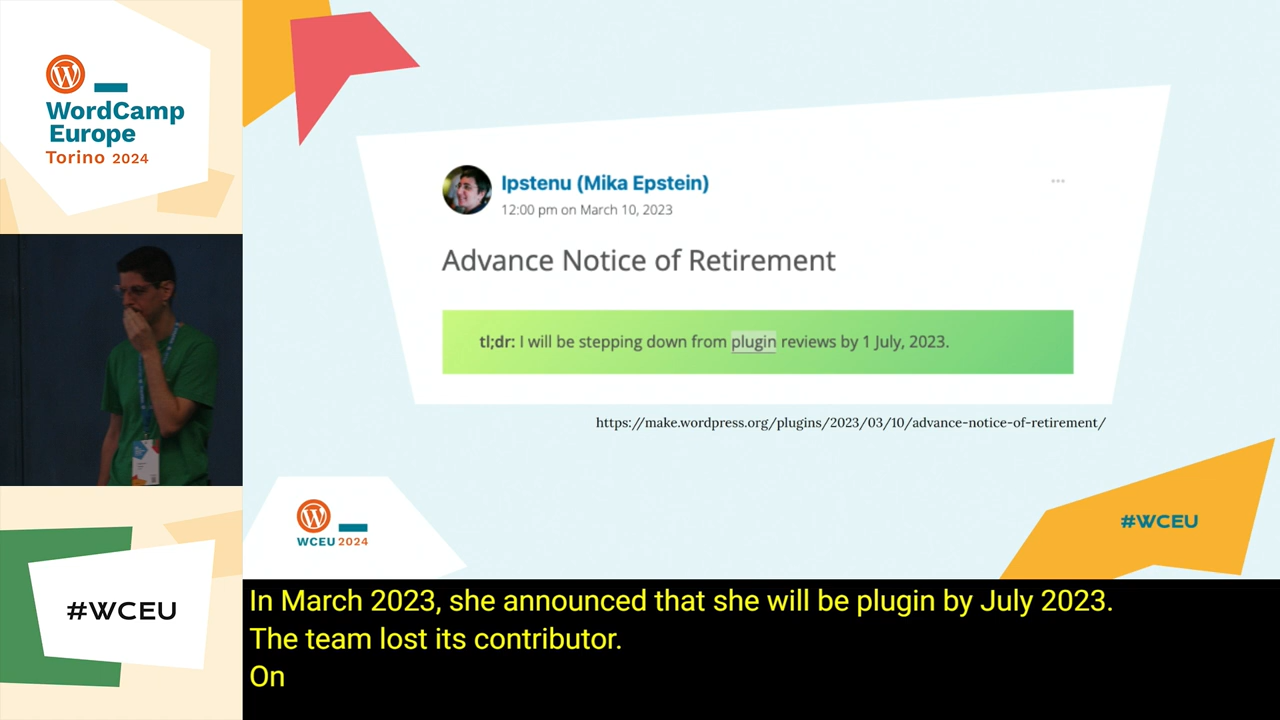 WordCamp
Europe
Torino 2024
Ipstenu (Mika Epstein)
12:00 pm on March 10, 2023
Advance Notice of Retirement
tl;dr: I will be stepping down from plugin reviews by 1 July, 2023.
https://make.wordpress.org/plugins/2023/03/10/advance-notice-of-retirement/
WCEU 2024
#WCEU
#WCEU
In March 2023, she announced that she will be plugin by July 2023.
The team lost its contributor.
On